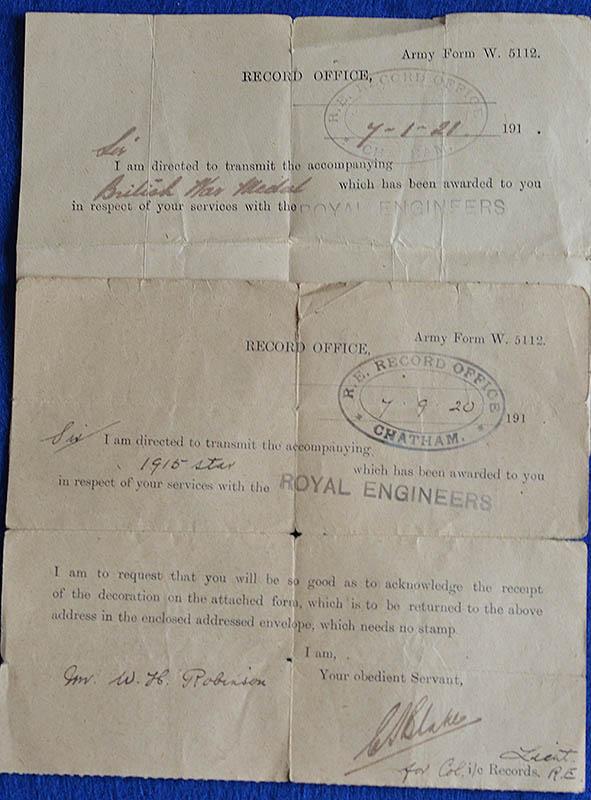 Army Form W. 5112.
RECORD OFFICE,
R.E. RECORD OFFICE
7-1-21
191 .
CHATHAM.
Sir
I am directed to transmit the accompanying
British War Medal which has been awarded to you
in respect of your services with the ROYAL ENGINEERS
Army Form W. 5112.
RECORD OFFICE,
R.E. RECORD OFFICE
7·9·20
191
CHATHAM.
Sir I am directed to transmit the accompanying
1915 star which has been awarded to you
in respect of your services with the ROYAL ENGINEERS
I am to request that you will be so good as to acknowledge the receipt
of the decoration on the attached form, which is to be returned to the above
address in the enclosed addressed envelope, which needs no stamp.
I am,
Mr. W. H. Robinson Your obedient Servant,
Blake
Lieut.
for Col. i/c Records. R.E.